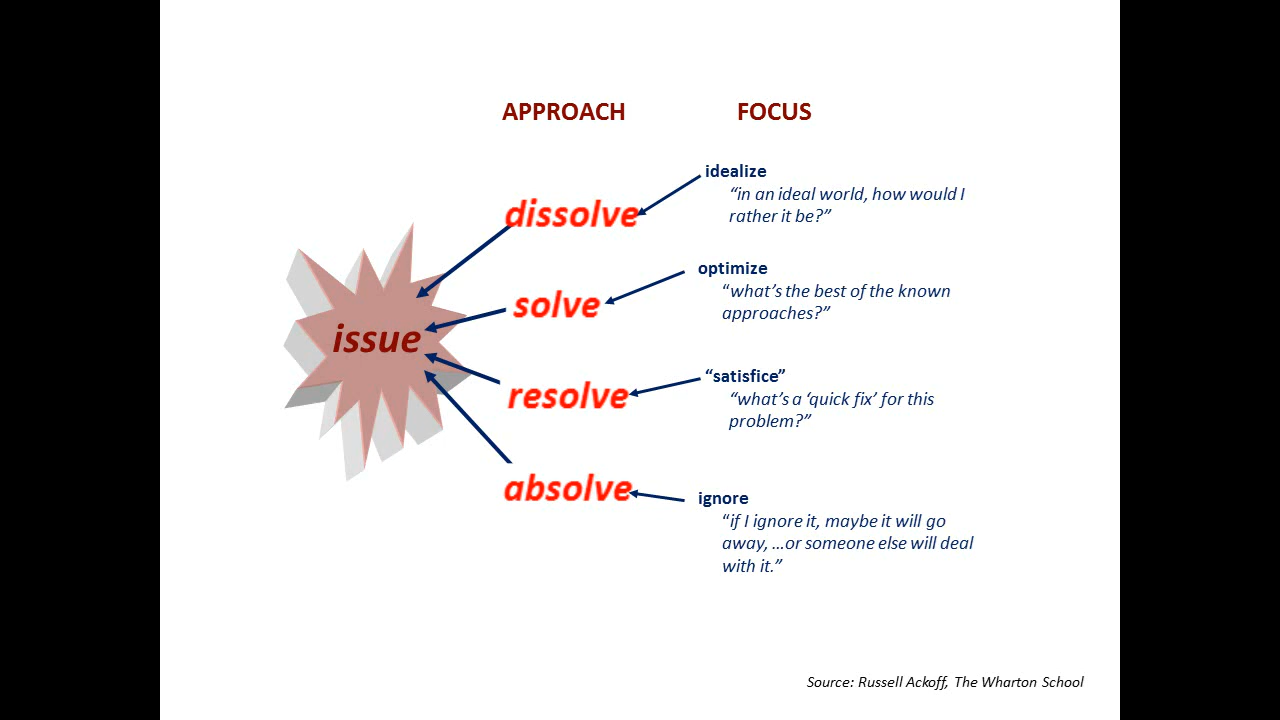 APPROACH
FOCUS
idealize
“in an ideal world, how would I
rather it be?”
dissolve
optimize
“what’s the best of the known
approaches?”
solve
issue
“satisfice”
“what’s a ‘quick fix’ for this
problem?”
resolve
absolve
ignore
“if I ignore it, maybe it will go
away, …or someone else will deal
with it.”
Source: Russell Ackoff, The Wharton School